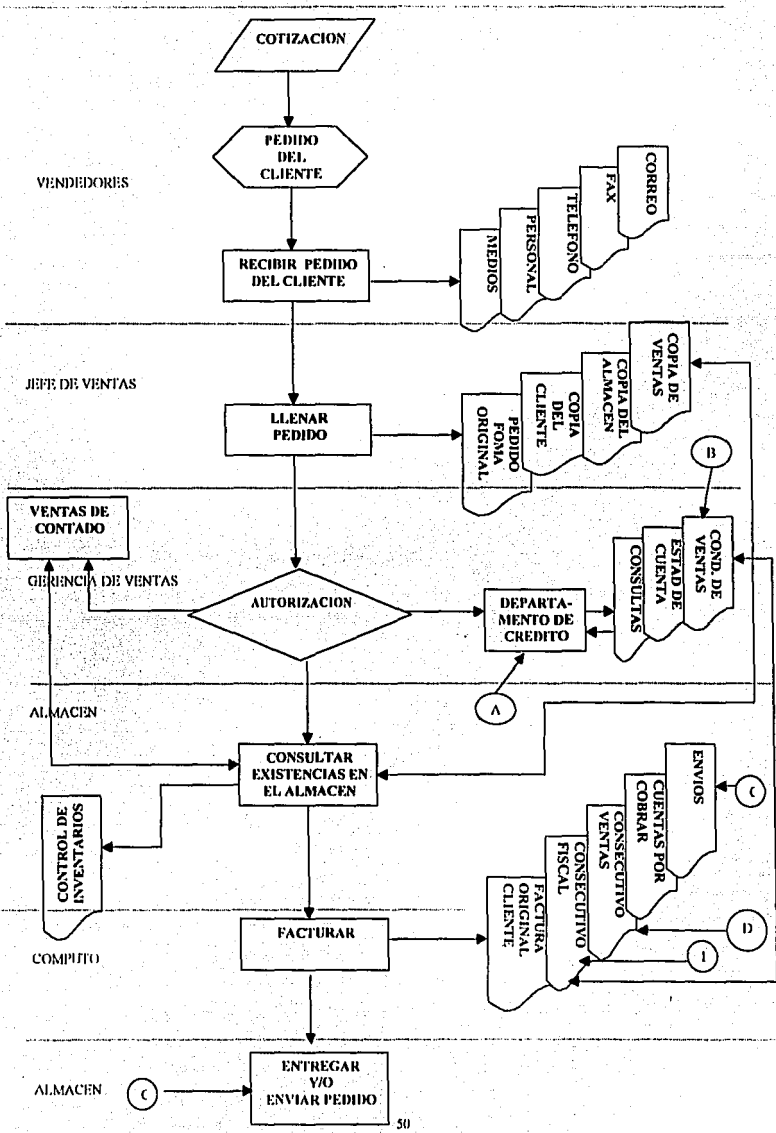 COTIZACION
PEDIDO
DEL
CLIENTE
VENDEDORES
RECIBIR PEDIDO
DEL CLIENTE
MEDIOS
PERSONAL
TELEFONO
FAX
CORREO
JEFE DE VENTAS
LLENAR
PEDIDO
PEDIDO
FOMA
ORIGINAL
COPIA
DEL
CLIENTE
COPIA DEL
ALMACEN
COPIA DE
VENTAS
B
VENTAS DE
CONTADO
GERENCIA DE VENTAS
AUTORIZACION
DEPARTA-
MENTO DE
CREDITO
CONSULTAS
ESTAD DE
CUENTA
COND. DE
VENTAS
A
ALMACEN
CONSULTAR
EXISTENCIAS EN
EL ALMACEN
CONTROL DE
INVENTARIOS
ENVIOS
C
CUENTAS POR
COBRAR
CONSECUTIVO
VENTAS
CONSECUTIVO
FISCAL
FACTURA
ORIGINAL
CLIENTE
FACTURAR
D
1
COMPUTO
ENTREGAR
Y/O
ENVIAR PEDIDO
ALMACEN
C
50